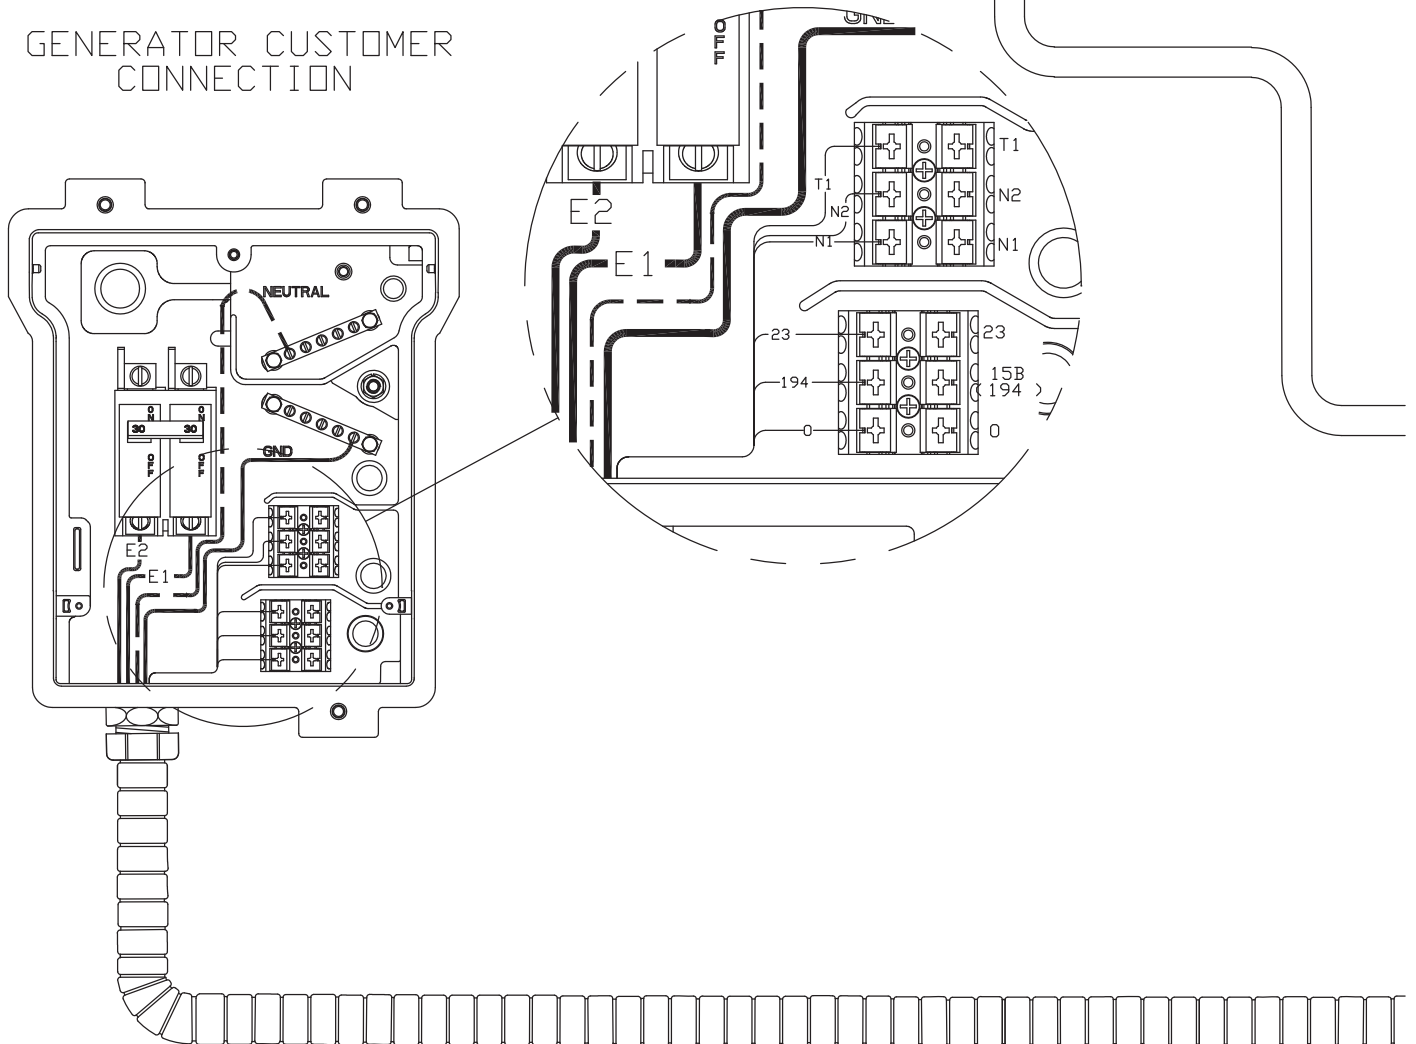 GENERATOR CUSTOMER
CONNECTION
OFF
T1
T1
N2
N2
N1
N1
E2
E1
23
23
194
15B
194
0
0
NEUTRAL
ON
ON
30
30
OFF
OFF
GND
E2
E1